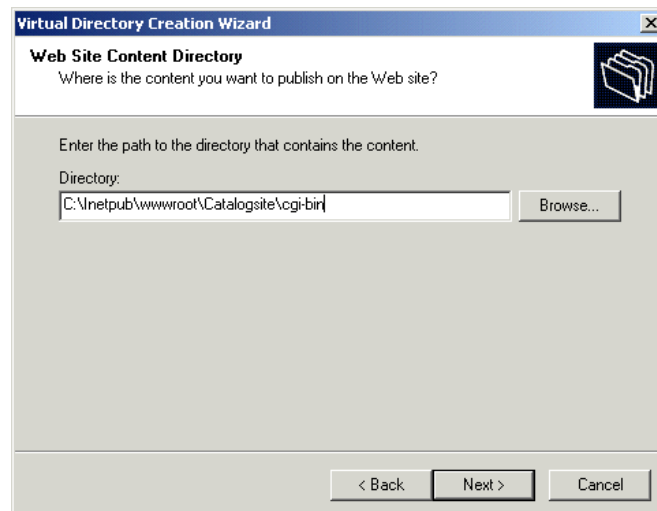 Virtual Directory Creation Wizard
Web Site Content Directory
Where is the content you want to publish on the Web site?
Enter the path to the directory that contains the content.
Directory:
C:\Inetpub\wwwroot\Catalogsite\cgi-bin
Browse...
< Back
Next >
Cancel